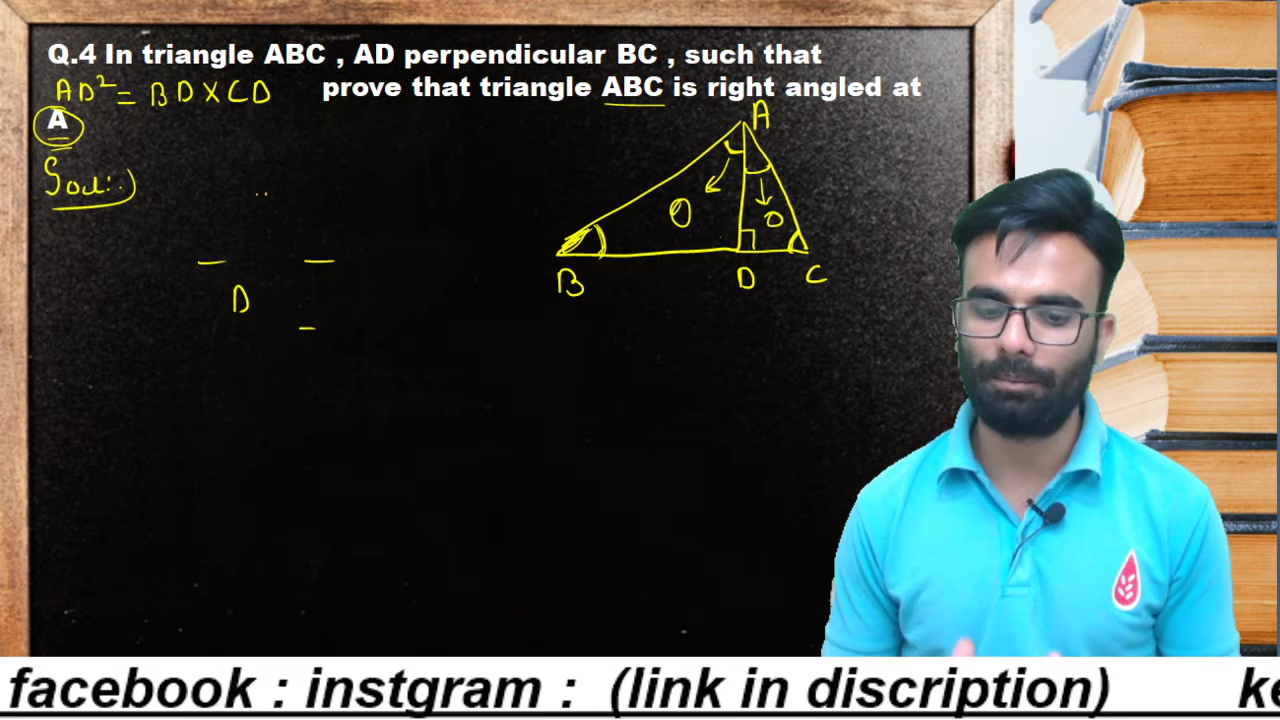 Q.4 In triangle ABC , AD perpendicular BC , such that
AD²= BD×CD prove that triangle ABC is right angled at
A
Sol:)
A
B
D
C
D
facebook : instgram : (link in discription)